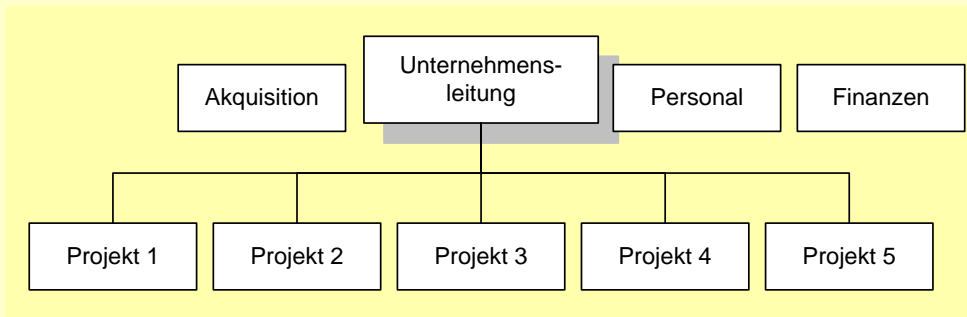 Akquisition
Unternehmens-
leitung
Personal
Finanzen
Projekt 1
Projekt 2
Projekt 3
Projekt 4
Projekt 5